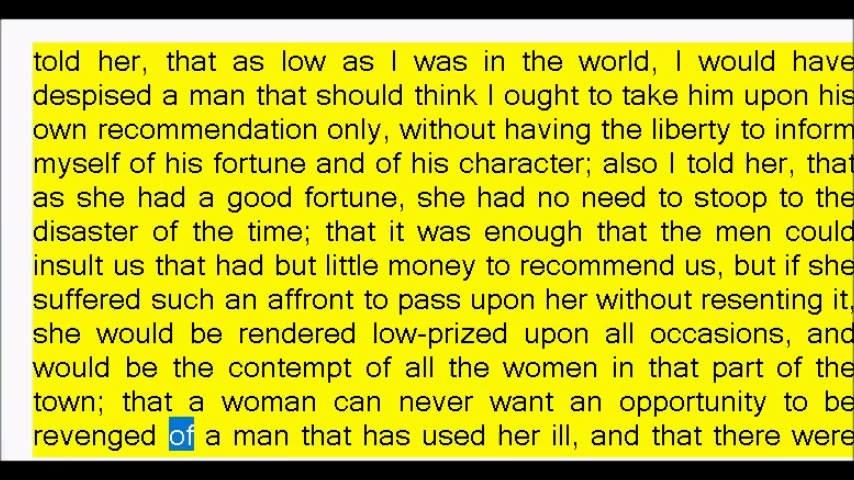 told her, that as low as I was in the world, I would have
despised a man that should think I ought to take him upon his
own recommendation only, without having the liberty to inform
myself of his fortune and of his character; also I told her, that
as she had a good fortune, she had no need to stoop to the
disaster of the time; that it was enough that the men could
insult us that had but little money to recommend us, but if she
suffered such an affront to pass upon her without resenting it,
she would be rendered low-prized upon all occasions, and
would be the contempt of all the women in that part of the
town; that a woman can never want an opportunity to be
revenged of a man that has used her ill, and that there were